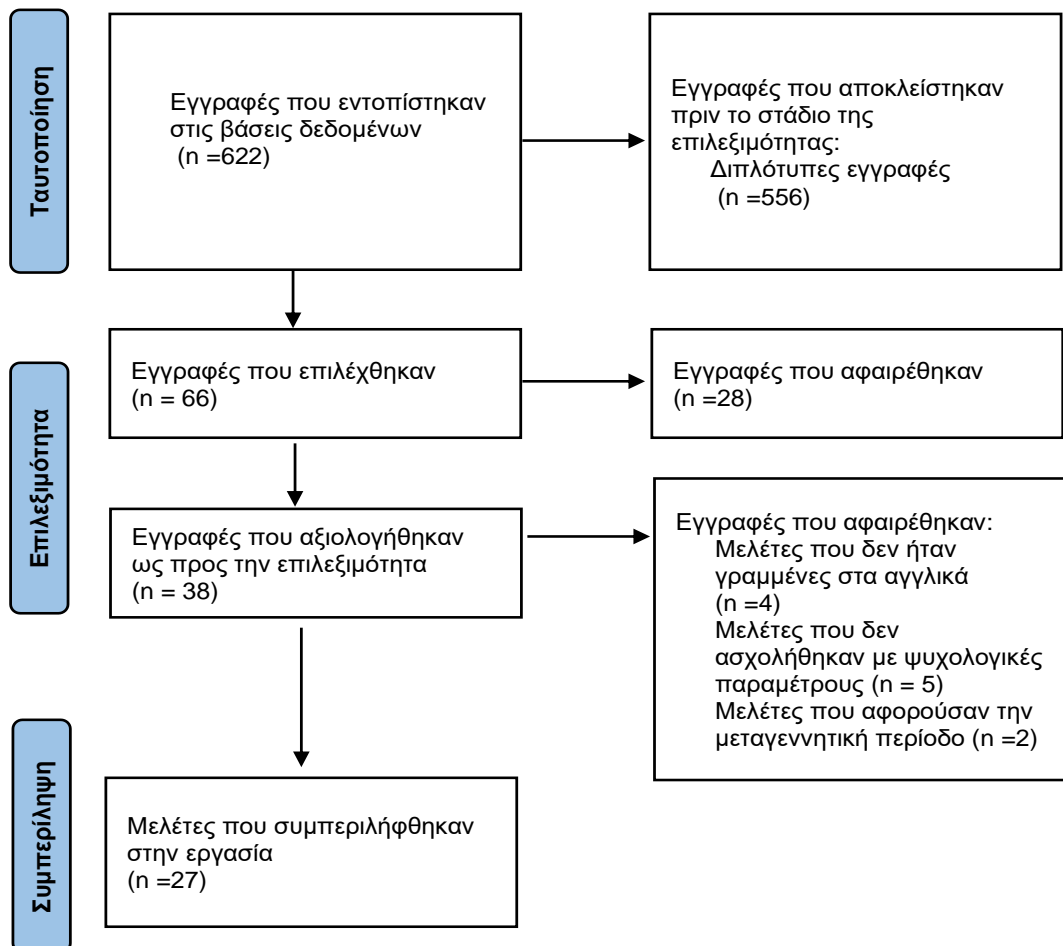 Ταυτοποίηση
Εγγραφές που εντοπίστηκαν
στις βάσεις δεδομένων
(n =622)
Εγγραφές που αποκλείστηκαν
πριν το στάδιο της
επιλεξιμότητας:
Διπλότυπες εγγραφές
(n =556)
Επιλεξιμότητα
Εγγραφές που επιλέχθηκαν
(n = 66)
Εγγραφές που αφαιρέθηκαν
(n =28)
Εγγραφές που αξιολογήθηκαν
ως προς την επιλεξιμότητα
(n = 38)
Εγγραφές που αφαιρέθηκαν:
Μελέτες που δεν ήταν
γραμμένες στα αγγλικά
(n =4)
Μελέτες που δεν
ασχολήθηκαν με ψυχολογικές
παραμέτρους (n = 5)
Μελέτες που αφορούσαν την
μεταγεννητική περίοδο (n =2)
Συμπερίληψη
Μελέτες που συμπεριλήφθηκαν
στην εργασία
(n =27)